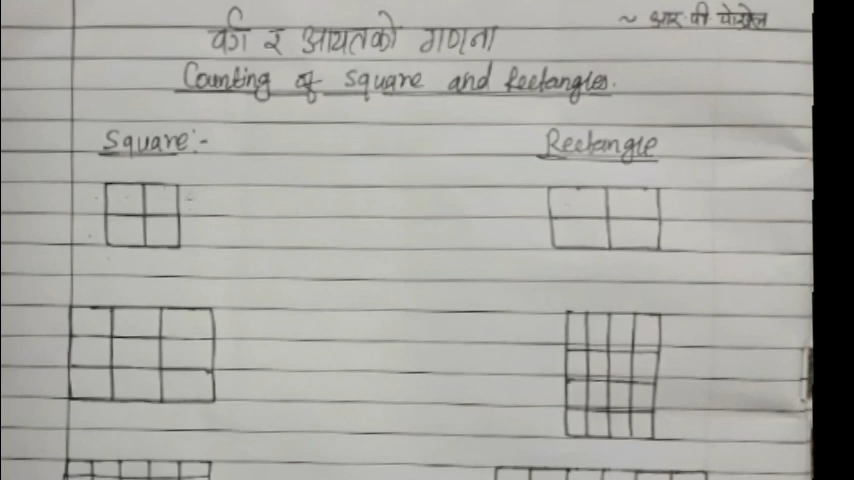 ~ आर. पी पोख्रेल
वर्ग र आयतको गणना
Counting of square and Rectangles.
Square:-
Rectangle